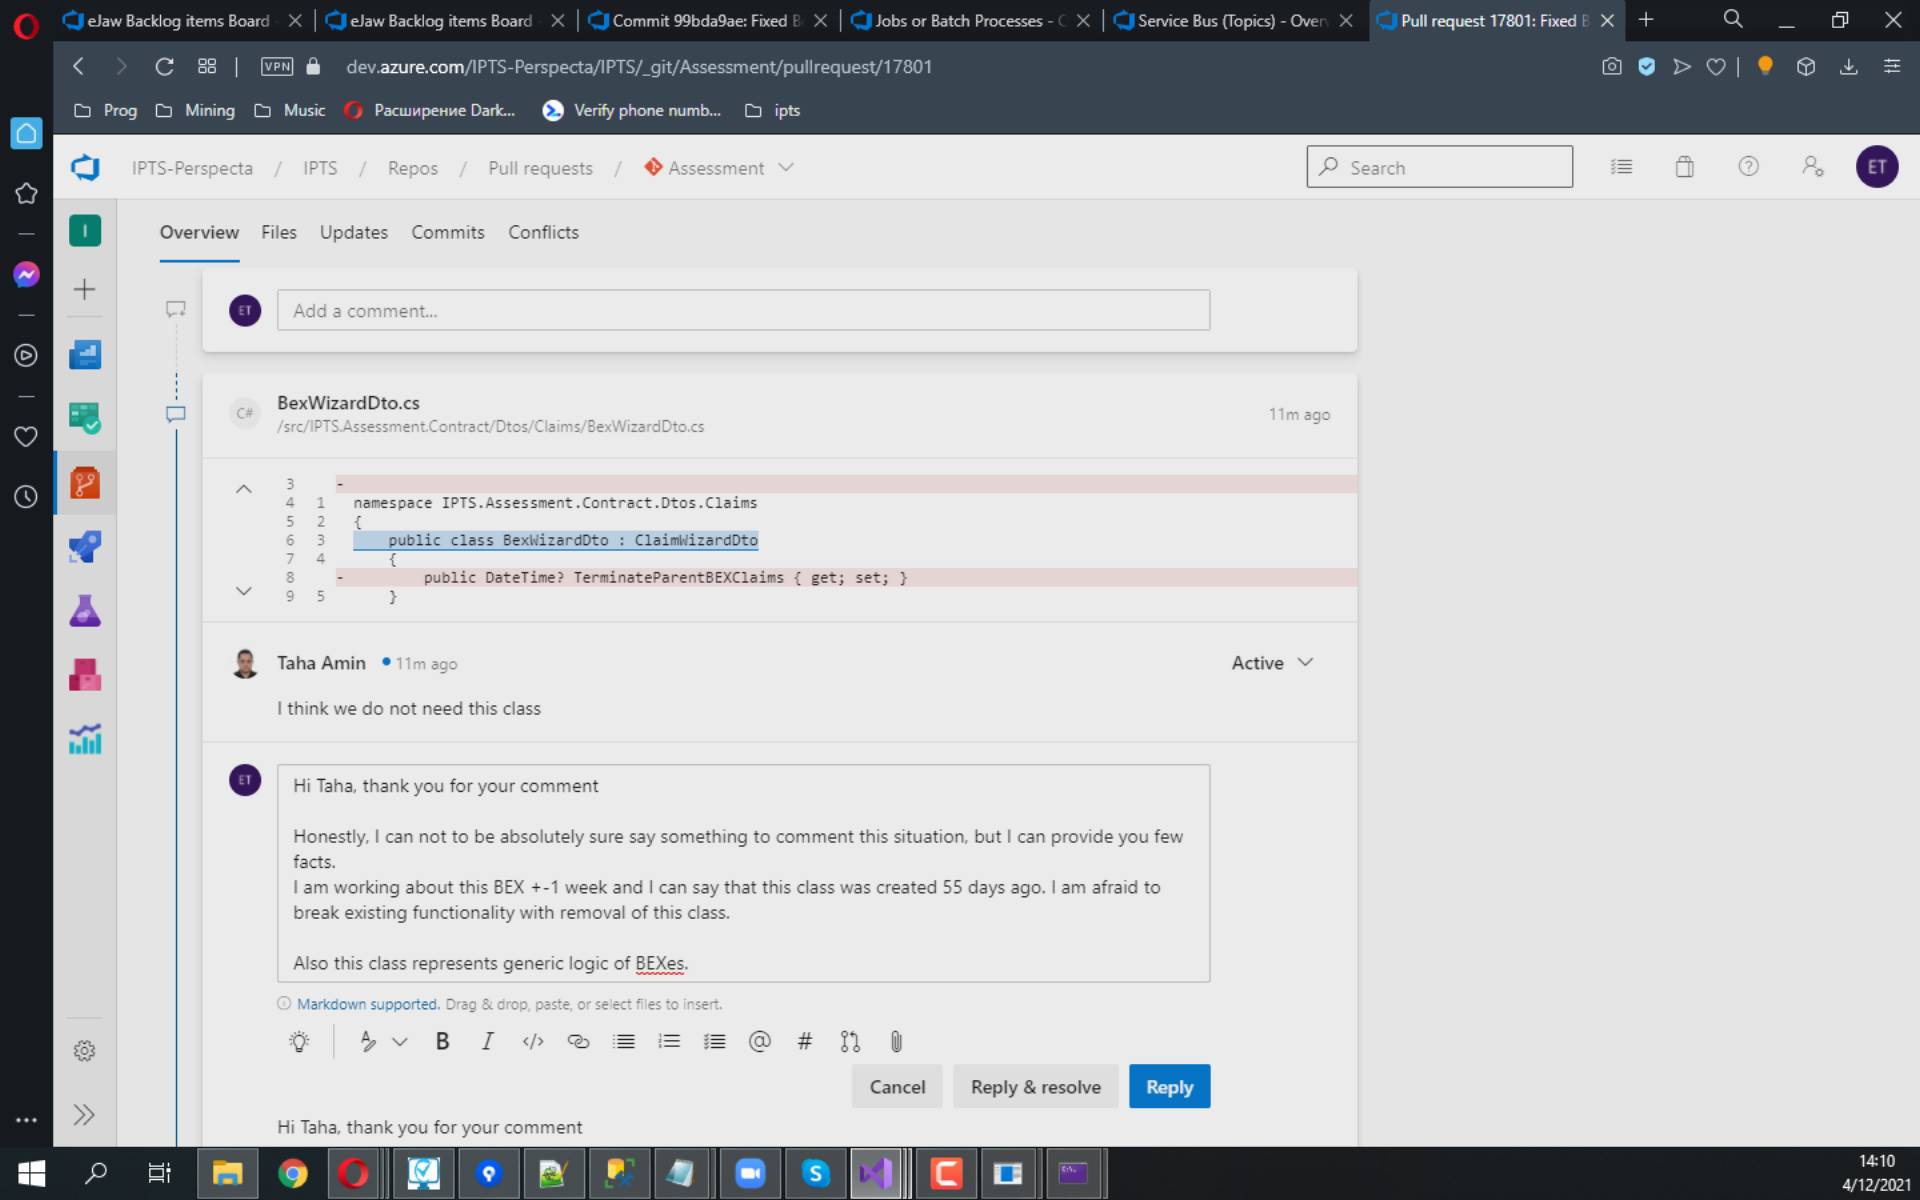 eJaw Backlog items Board
eJaw Backlog items Board
Commit 99bda9ae: Fixed B
Jobs or Batch Processes -
Service Bus (Topics) - Over
Pull request 17801: Fixed B
VPN
dev.azure.com/IPTS-Perspecta/IPTS/_git/Assessment/pullrequest/17801
Prog
Mining
Music
Расширение Dark...
Verify phone numb...
ipts
IPTS-Perspecta / IPTS / Repos / Pull requests / Assessment
Search
ET
I
Overview
Files
Updates
Commits
Conflicts
ET
Add a comment...
C#
BexWizardDto.cs
/src/IPTS.Assessment.Contract/Dtos/Claims/BexWizardDto.cs
11m ago
3 -
4 1 namespace IPTS.Assessment.Contract.Dtos.Claims
5 2 {
6 3 public class BexWizardDto : ClaimWizardDto
7 4 {
8 - public DateTime? TerminateParentBEXClaims { get; set; }
9 5 }
Taha Amin
11m ago
Active
I think we do not need this class
ET
Hi Taha, thank you for your comment
Honestly, I can not to be absolutely sure say something to comment this situation, but I can provide you few
facts.
I am working about this BEX +-1 week and I can say that this class was created 55 days ago. I am afraid to
break existing functionality with removal of this class.
Also this class represents generic logic of BEXes.
Markdown supported. Drag & drop, paste, or select files to insert.
B I </> @ #
Cancel
Reply & resolve
Reply
Hi Taha, thank you for your comment
14:10
4/12/2021